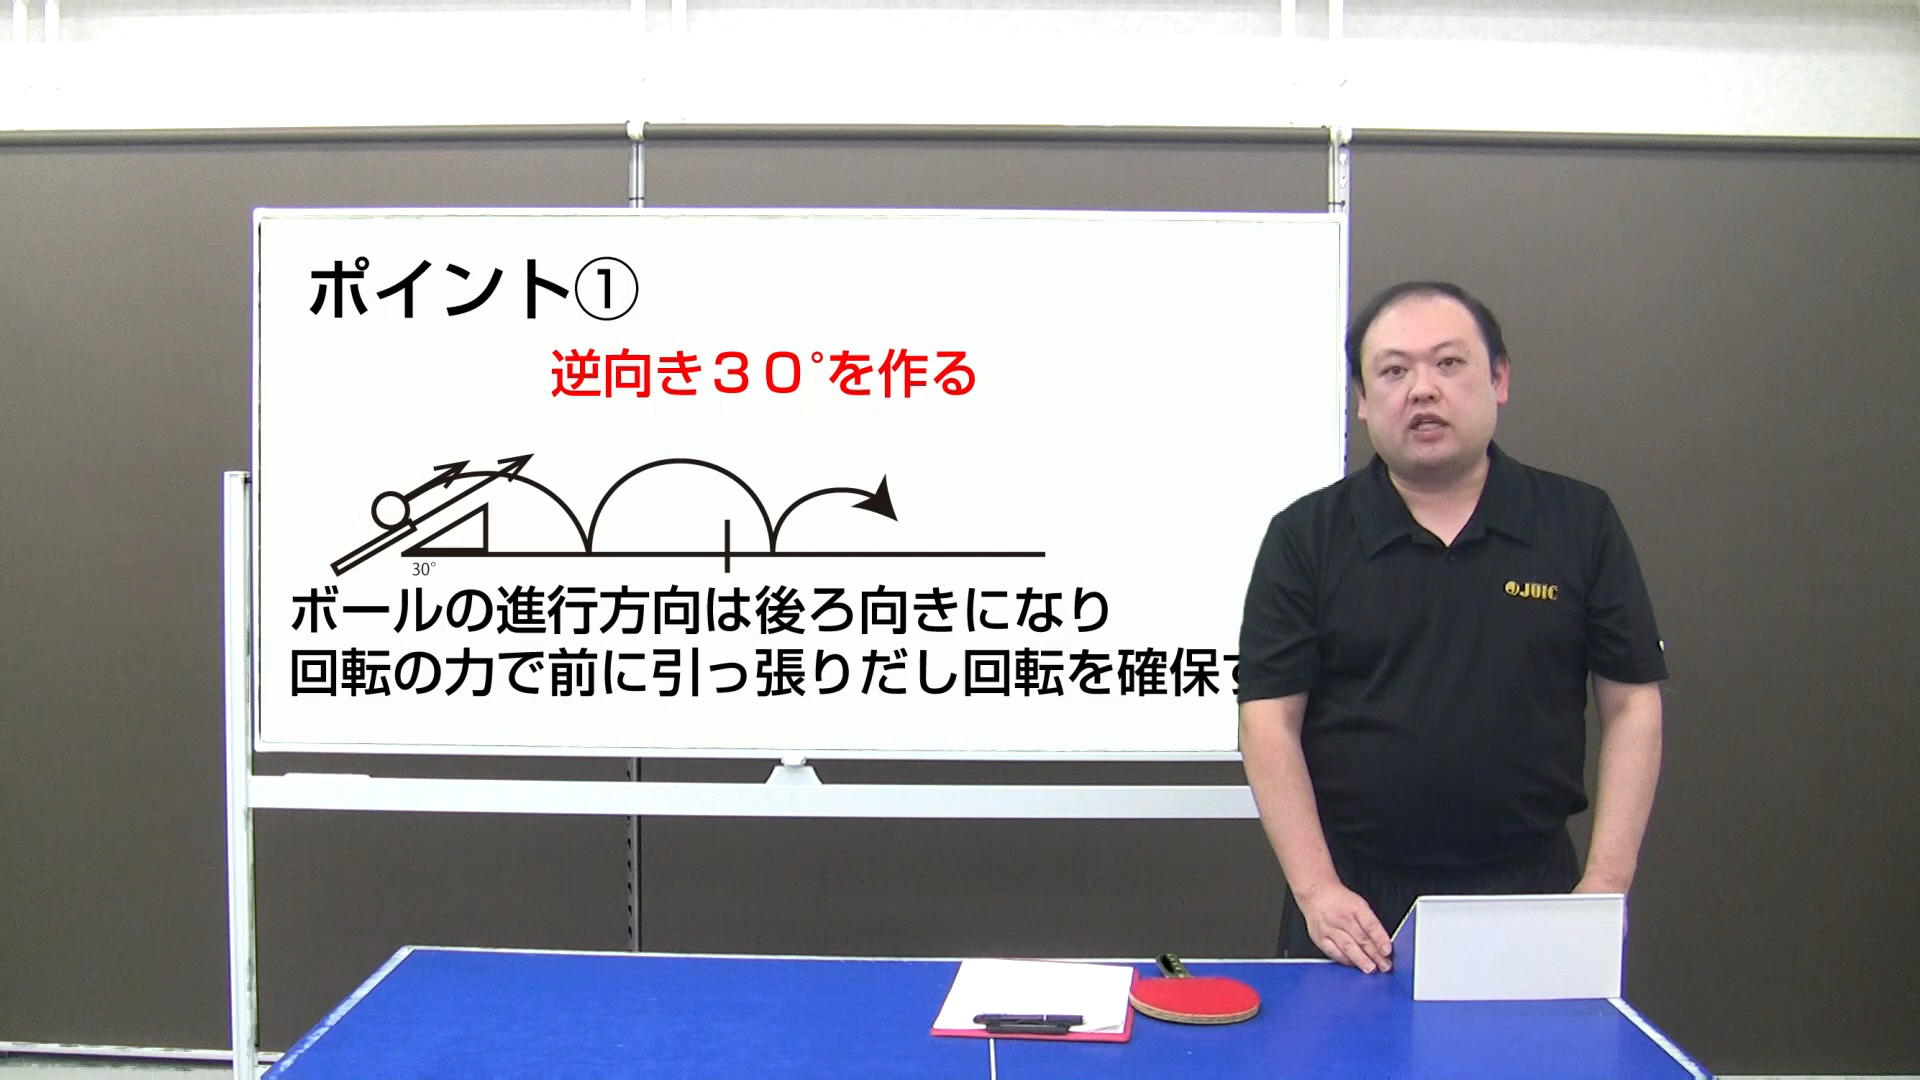 ポイント①
逆向き３０°を作る
30°
ボールの進行方向は後ろ向きになり
回転の力で前に引っ張りだし回転を確保す
JUIC